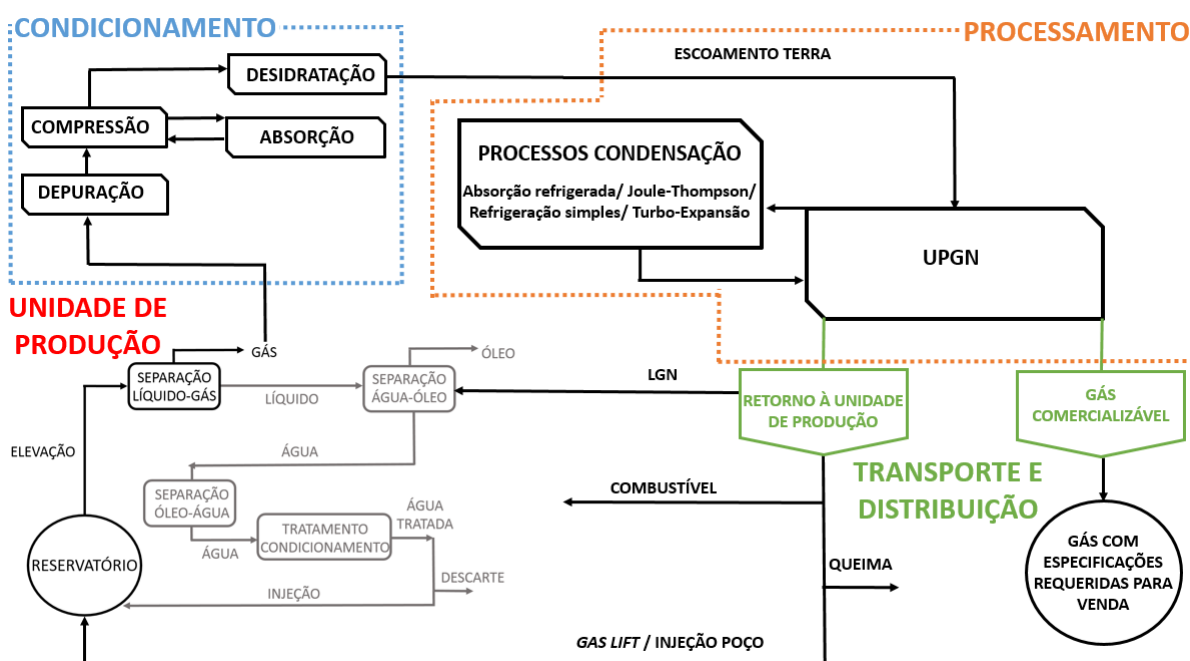 CONDICIONAMENTO
PROCESSAMENTO
ESCOAMENTO TERRA
DESIDRATAÇÃO
COMPRESSÃO
ABSORÇÃO
DEPURAÇÃO
PROCESSOS CONDENSAÇÃO
Absorção refrigerada/ Joule-Thompson/
Refrigeração simples/ Turbo-Expansão
UPGN
UNIDADE DE
PRODUÇÃO
GÁS
SEPARAÇÃO
LÍQUIDO-GÁS
LÍQUIDO
SEPARAÇÃO
ÁGUA-ÓLEO
ÓLEO
LGN
RETORNO À UNIDADE
DE PRODUÇÃO
GÁS
COMERCIALIZÁVEL
ELEVAÇÃO
ÁGUA
TRANSPORTE E
DISTRIBUIÇÃO
SEPARAÇÃO
ÓLEO-ÁGUA
ÁGUA
TRATAMENTO
CONDICIONAMENTO
ÁGUA
TRATADA
COMBUSTÍVEL
RESERVATÓRIO
INJEÇÃO
DESCARTE
QUEIMA
GÁS COM
ESPECIFICAÇÕES
REQUERIDAS PARA
VENDA
GAS LIFT / INJEÇÃO POÇO